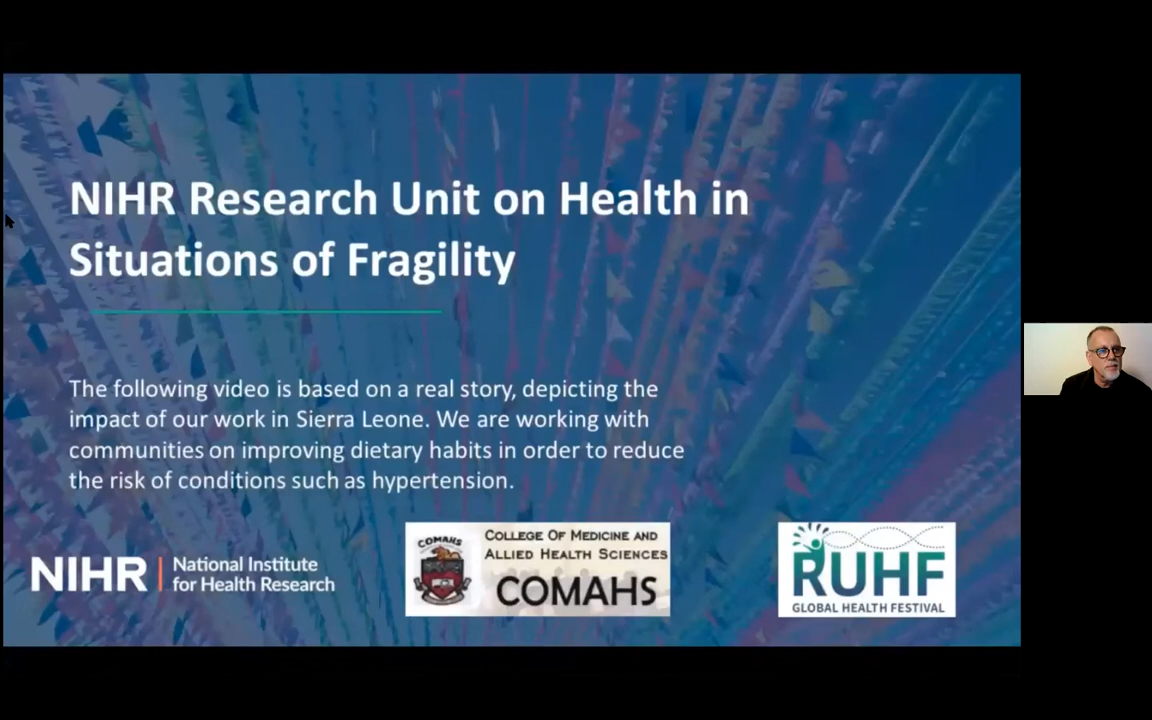 NIHR Research Unit on Health in
Situations of Fragility
The following video is based on a real story, depicting the
impact of our work in Sierra Leone. We are working with
communities on improving dietary habits in order to reduce
the risk of conditions such as hypertension.
NIHR | National Institute
for Health Research
COMAHS
COLLEGE OF MEDICINE AND
ALLIED HEALTH SCIENCES
COMAHS
RUHF
GLOBAL HEALTH FESTIVAL